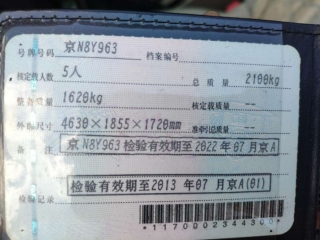 号牌号码 京N8Y963 档案编号
核定载人数 5人 总质量 2100kg
整备质量 1620kg 核定载质量 --
外廓尺寸 4630×1855×1720mm 准牵引总质量 --
备注 京N8Y963 检验有效期至2022年07月京A
检验有效期至2013年07月京A(01)
检验记录
*1170002344305*